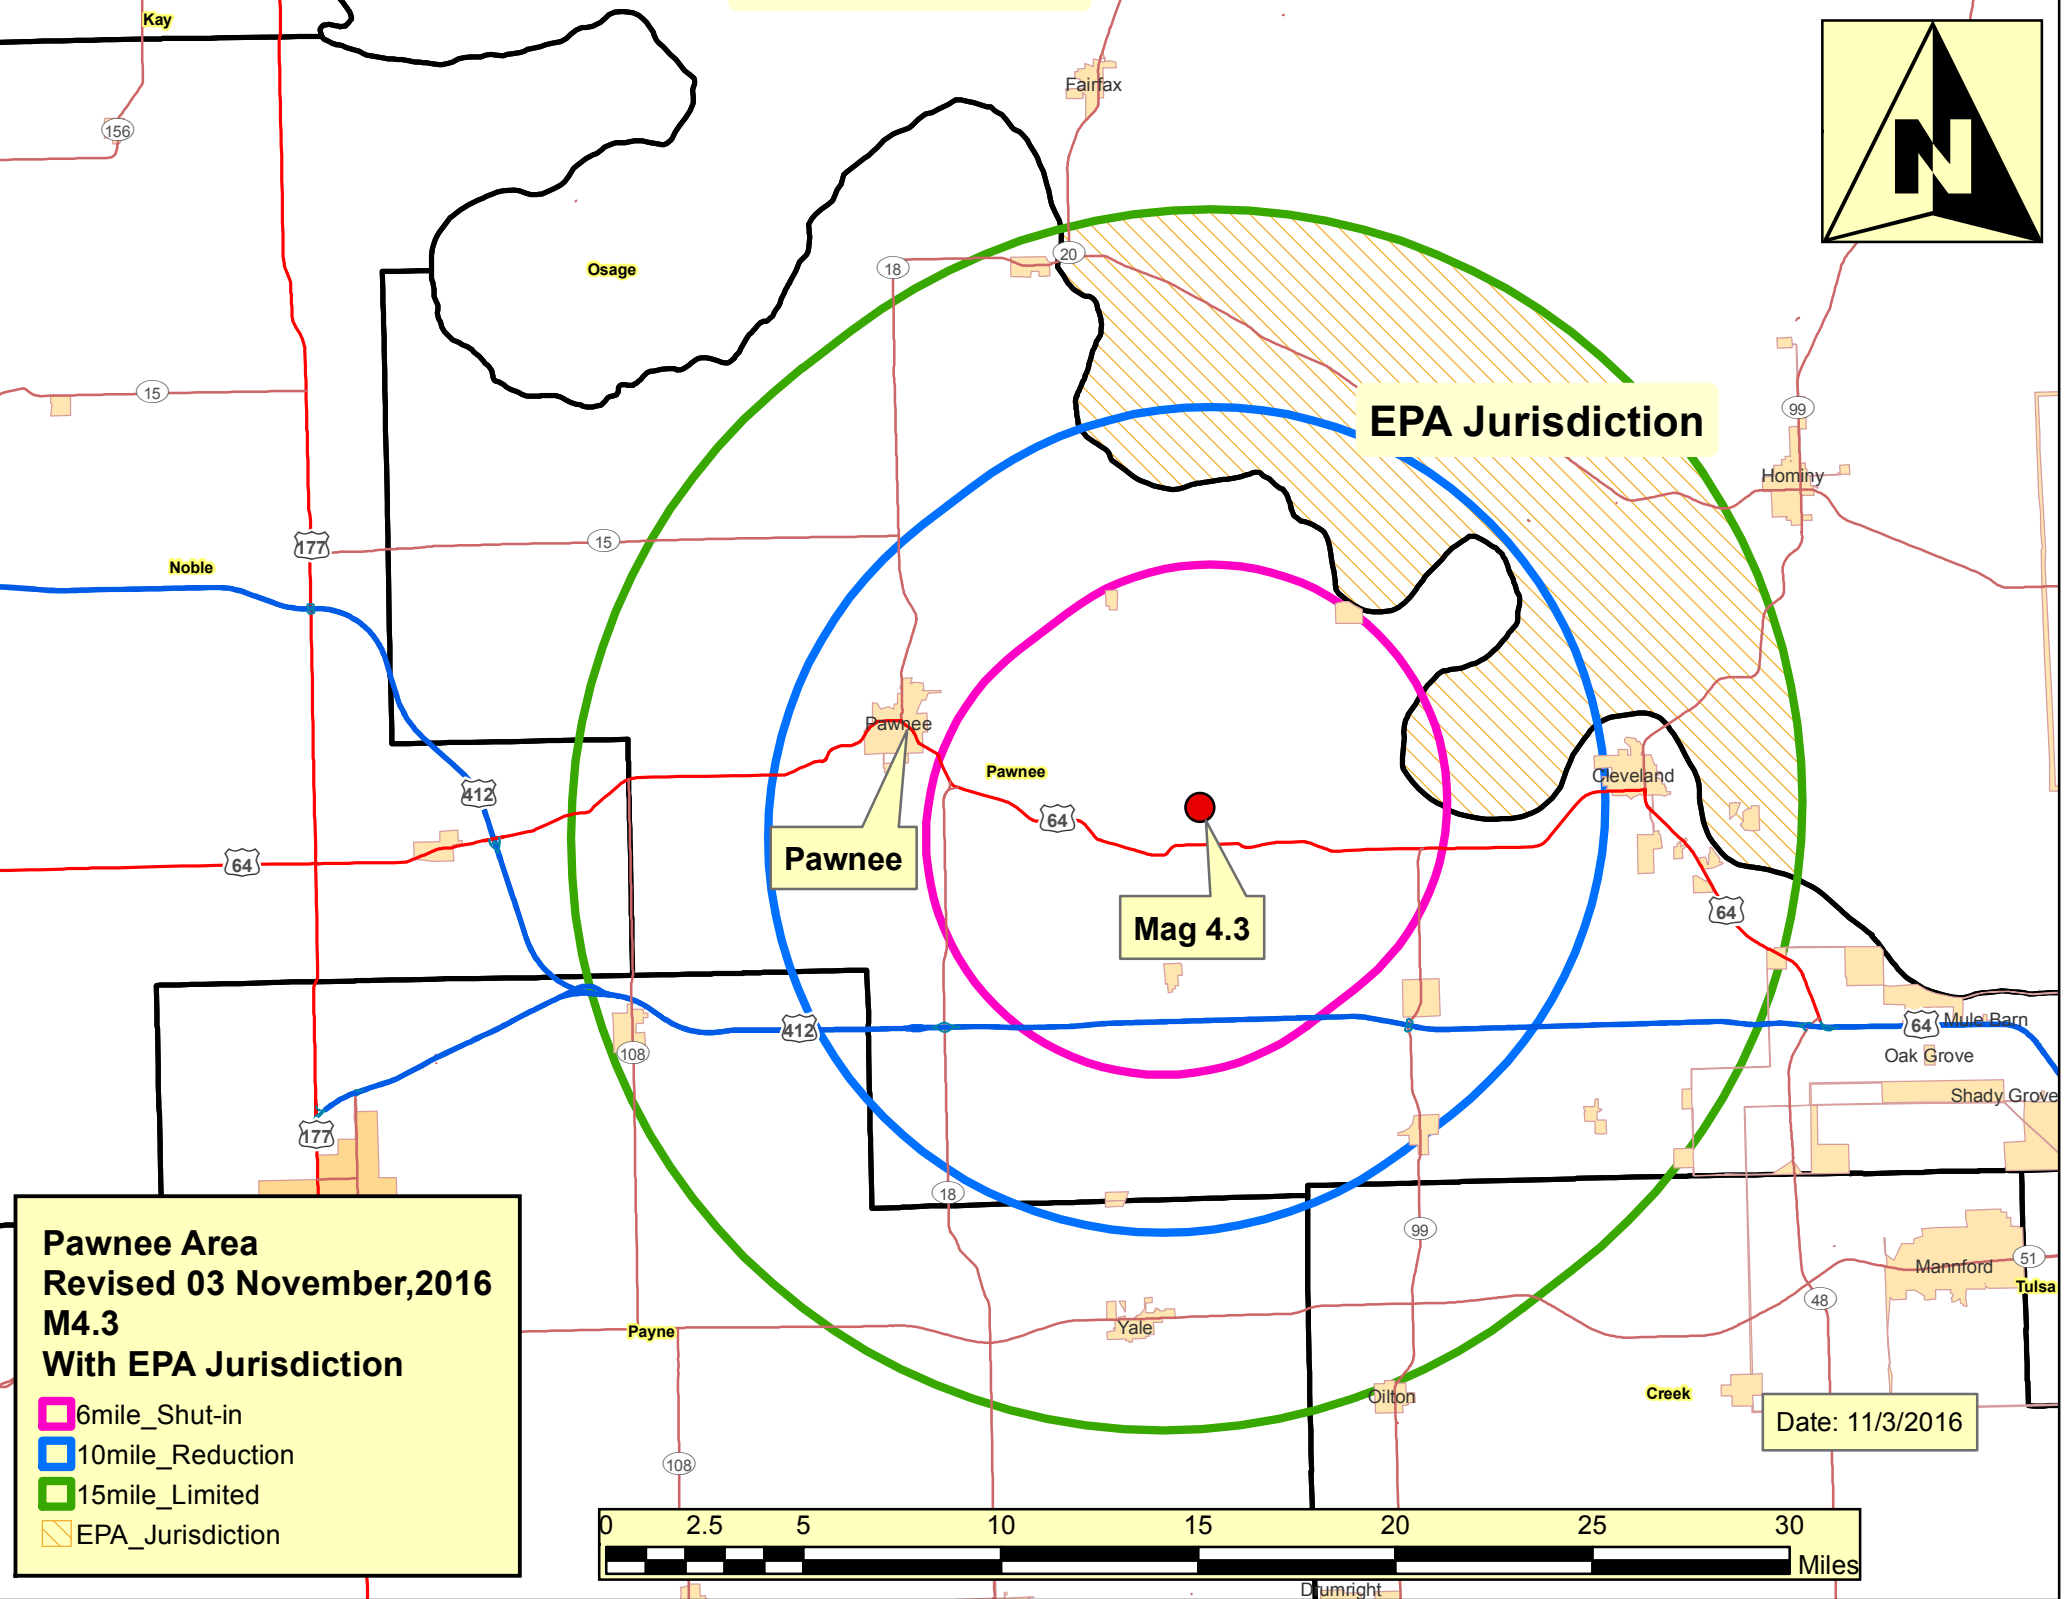 Kay
156
Fairfax
N
Osage
18
20
15
EPA Jurisdiction
99
Hominy
177
15
Noble
Pawnee
Pawnee
Cleveland
412
64
Pawnee
64
Mag 4.3
64
412
64
Mule Barn
108
Oak Grove
Shady Grove
177
18
99
51
Mannford
Tulsa
48
Yale
Payne
Oilton
Creek
108
Pawnee Area
Revised 03 November,2016
M4.3
With EPA Jurisdiction
6mile_Shut-in
10mile_Reduction
15mile_Limited
EPA_Jurisdiction
Date: 11/3/2016
0 2.5 5 10 15 20 25 30
Miles
Drumright